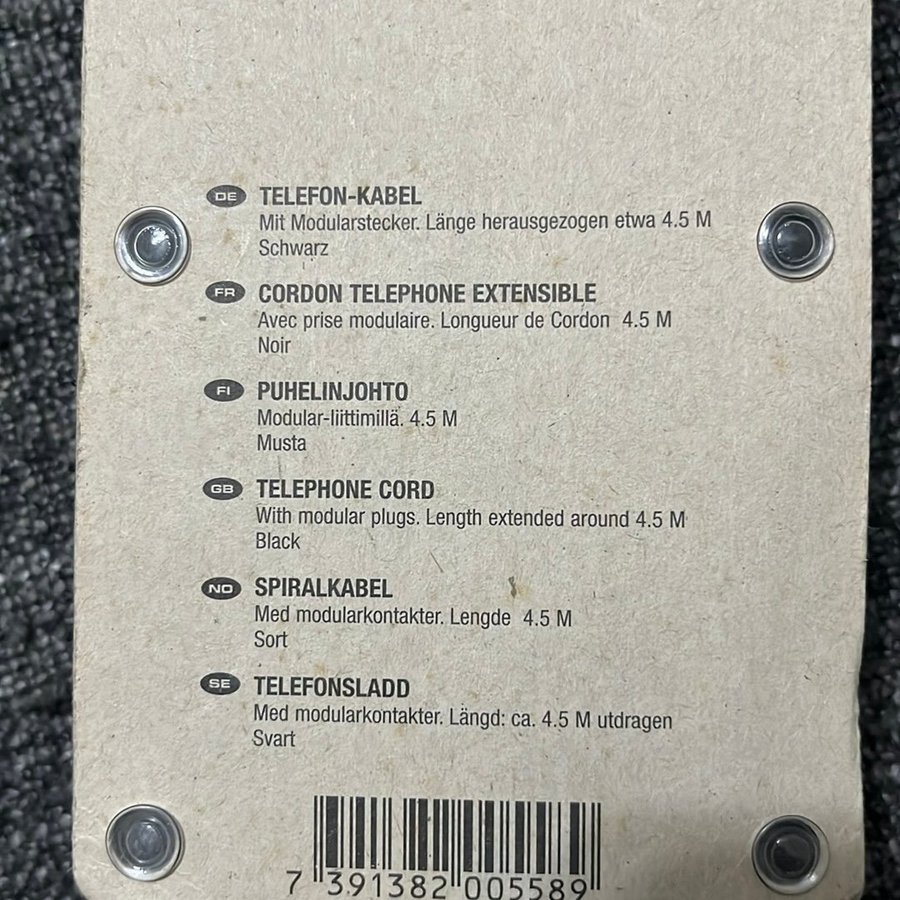 DE TELEFON-KABEL
Mit Modularstecker. Länge herausgezogen etwa 4.5 M
Schwarz
FR CORDON TELEPHONE EXTENSIBLE
Avec prise modulaire. Longueur de Cordon 4.5 M
Noir
FI PUHELINJOHTO
Modular-liittimillä. 4.5 M
Musta
GB TELEPHONE CORD
With modular plugs. Length extended around 4.5 M
Black
NO SPIRALKABEL
Med modularkontakter. Lengde 4.5 M
Sort
SE TELEFONSLADD
Med modularkontakter. Längd: ca. 4.5 M utdragen
Svart
7 391382 005589